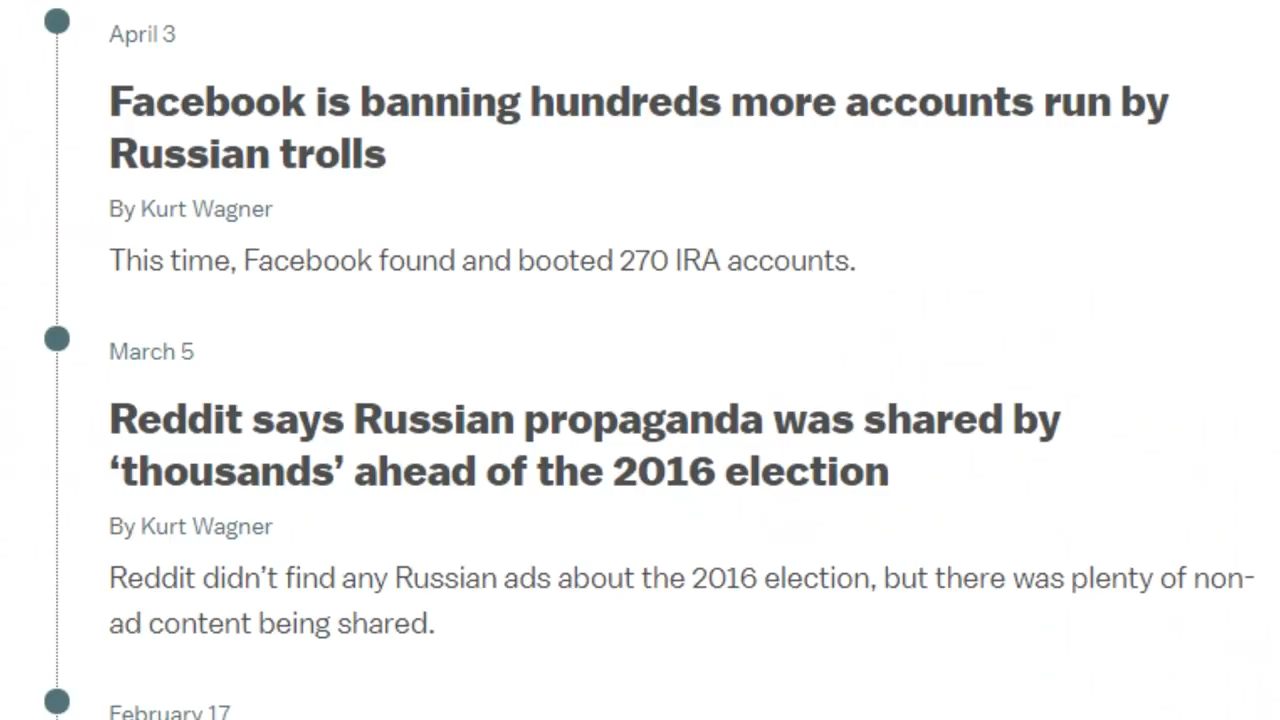 April 3
Facebook is banning hundreds more accounts run by
Russian trolls
By Kurt Wagner
This time, Facebook found and booted 270 IRA accounts.
March 5
Reddit says Russian propaganda was shared by
‘thousands’ ahead of the 2016 election
By Kurt Wagner
Reddit didn’t find any Russian ads about the 2016 election, but there was plenty of non-
ad content being shared.
February 17